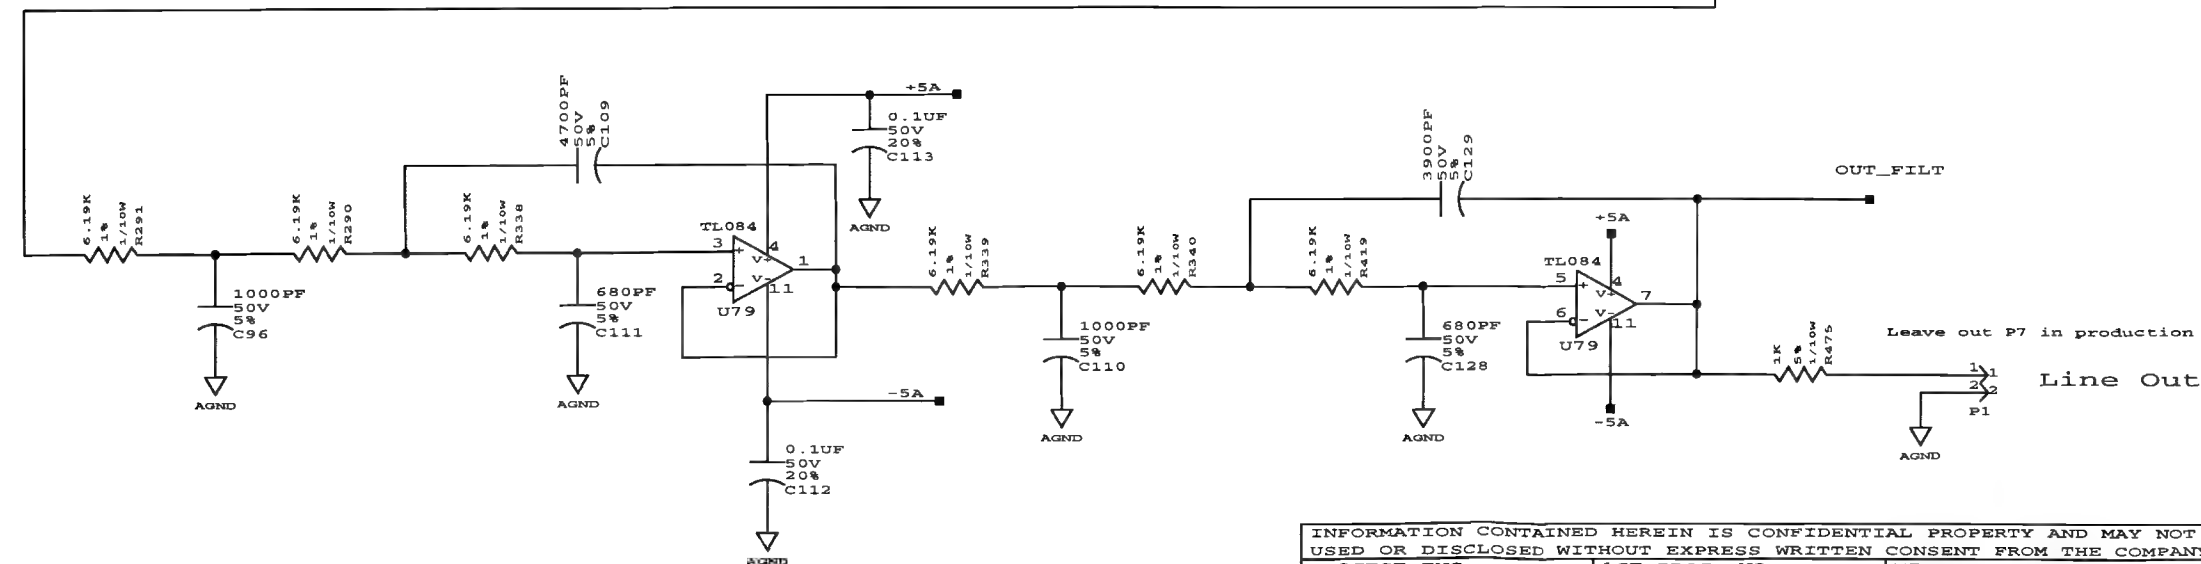 +5A
0.1UF
50V
20%
C113
AGND
4700PF
50V
5%
C109
6.19K
1%
1/10W
R291
6.19K
1%
1/10W
R290
6.19K
1%
1/10W
R338
1000PF
50V
5%
C96
AGND
680PF
50V
5%
C111
AGND
TL084
3
+
4
V+
1
2
-
V-
11
U79
-5A
0.1UF
50V
20%
C112
AGND
6.19K
1%
1/10W
R339
6.19K
1%
1/10W
R340
6.19K
1%
1/10W
R419
1000PF
50V
5%
C110
AGND
3900PF
50V
5%
C129
680PF
50V
5%
C128
AGND
+5A
TL084
5
+
4
V+
7
6
-
V-
11
U79
-5A
OUT_FILT
Leave out P7 in production
1K
5%
1/10W
R475
1 1
2 2
P1
Line Out
AGND
INFORMATION CONTAINED HEREIN IS CONFIDENTIAL PROPERTY AND MAY NOT
USED OR DISCLOSED WITHOUT EXPRESS WRITTEN CONSENT FROM THE COMPANY